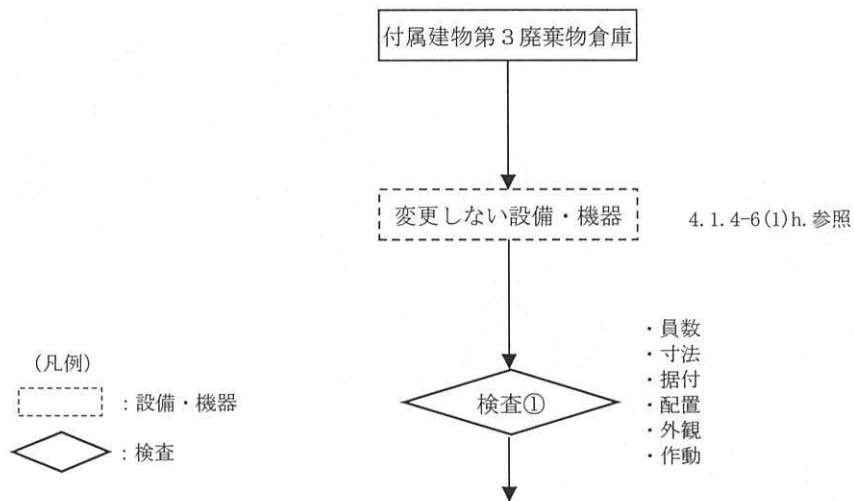 付属建物第３廃棄物倉庫
変更しない設備・機器
4.1.4-6(1)h.参照
・員数
・寸法
・据付
・配置
・外観
・作動
検査①
(凡例)
：設備・機器
：検査